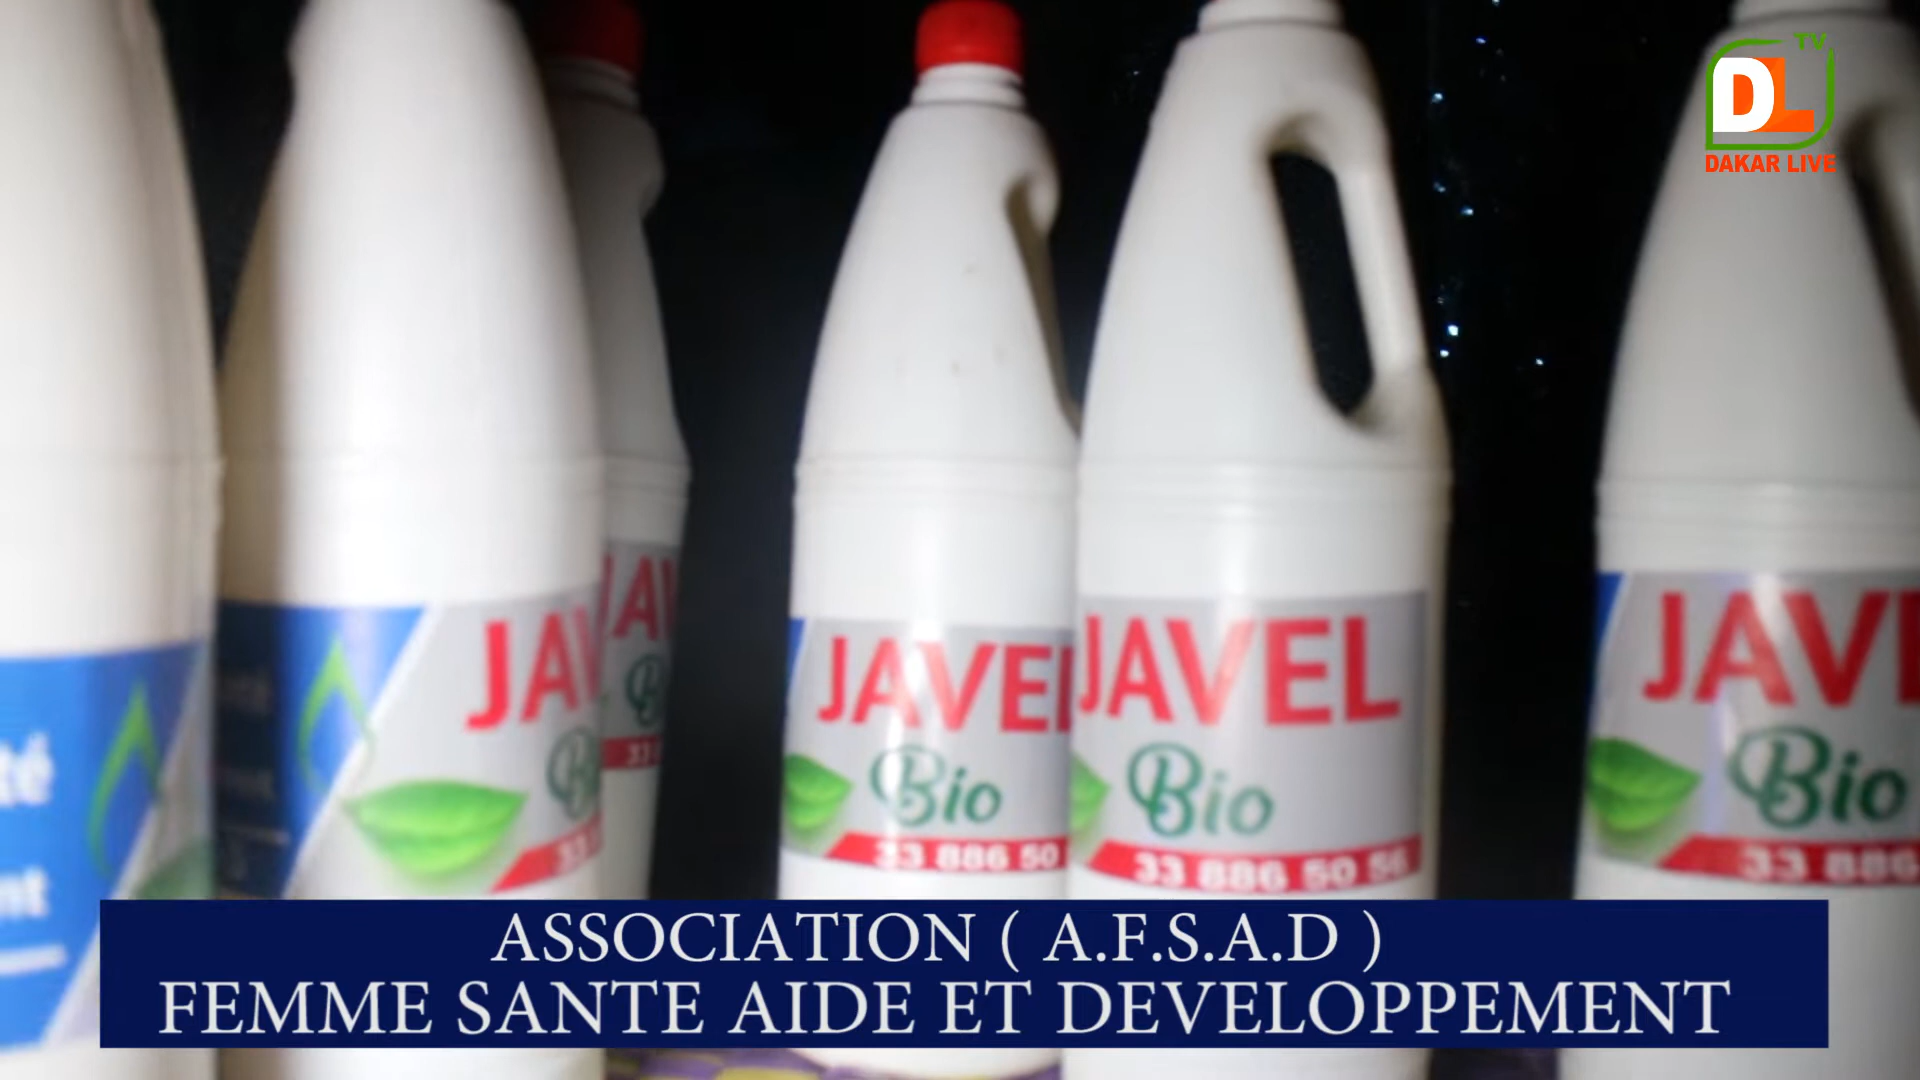 TV
DL
DAKAR LIVE
JAVEL
Bio
33 886 50
JAVEL
Bio
33 886 50 56
Bio
33 886
ASSOCIATION ( A.F.S.A.D )
FEMME SANTE AIDE ET DEVELOPPEMENT